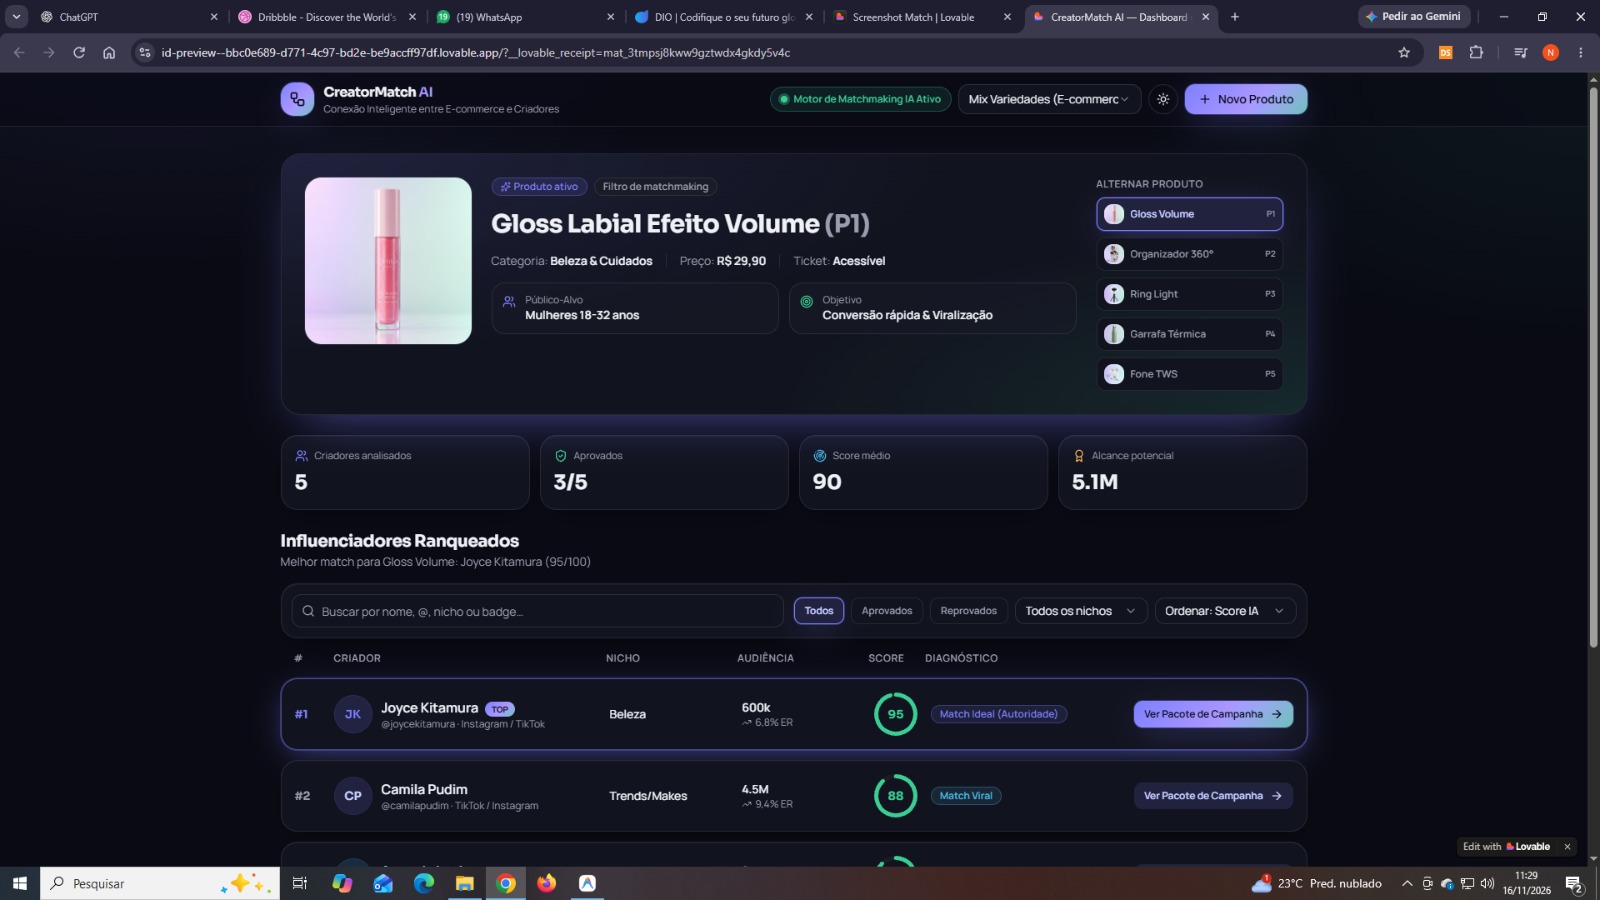 ChatGPT
Dribbble - Discover the World's
(19) WhatsApp
DIO | Codifique o seu futuro glo
Screenshot Match | Lovable
CreatorMatch AI — Dashboard
Pedir ao Gemini
id-preview--bbc0e689-d771-4c97-bd2e-be9accff97df.lovable.app/?__lovable_receipt=mat_3tmpsj8kww9gztwdx4gkdy5v4c
CreatorMatch AI
Conexão Inteligente entre E-commerce e Criadores
Motor de Matchmaking IA Ativo
Mix Variedades (E-commerc
+ Novo Produto
Produto ativo
Filtro de matchmaking
Gloss Labial Efeito Volume (P1)
Categoria: Beleza & Cuidados
Preço: R$ 29,90
Ticket: Acessível
Público-Alvo
Mulheres 18-32 anos
Objetivo
Conversão rápida & Viralização
ALTERNAR PRODUTO
Gloss Volume P1
Organizador 360° P2
Ring Light P3
Garrafa Térmica P4
Fone TWS P5
Criadores analisados
5
Aprovados
3/5
Score médio
90
Alcance potencial
5.1M
Influenciadores Ranqueados
Melhor match para Gloss Volume: Joyce Kitamura (95/100)
Buscar por nome, @, nicho ou badge...
Todos
Aprovados
Reprovados
Todos os nichos
Ordenar: Score IA
# CRIADOR NICHO AUDIÊNCIA SCORE DIAGNÓSTICO
#1 JK Joyce Kitamura TOP
@joycekitamura · Instagram / TikTok
Beleza
600k
6.8% ER
95
Match Ideal (Autoridade)
Ver Pacote de Campanha →
#2 CP Camila Pudim
@camilapudim · TikTok / Instagram
Trends/Makes
4.5M
9.4% ER
88
Match Viral
Ver Pacote de Campanha →
Edit with Lovable ×
Pesquisar
23°C Pred. nublado
11:29
16/11/2026